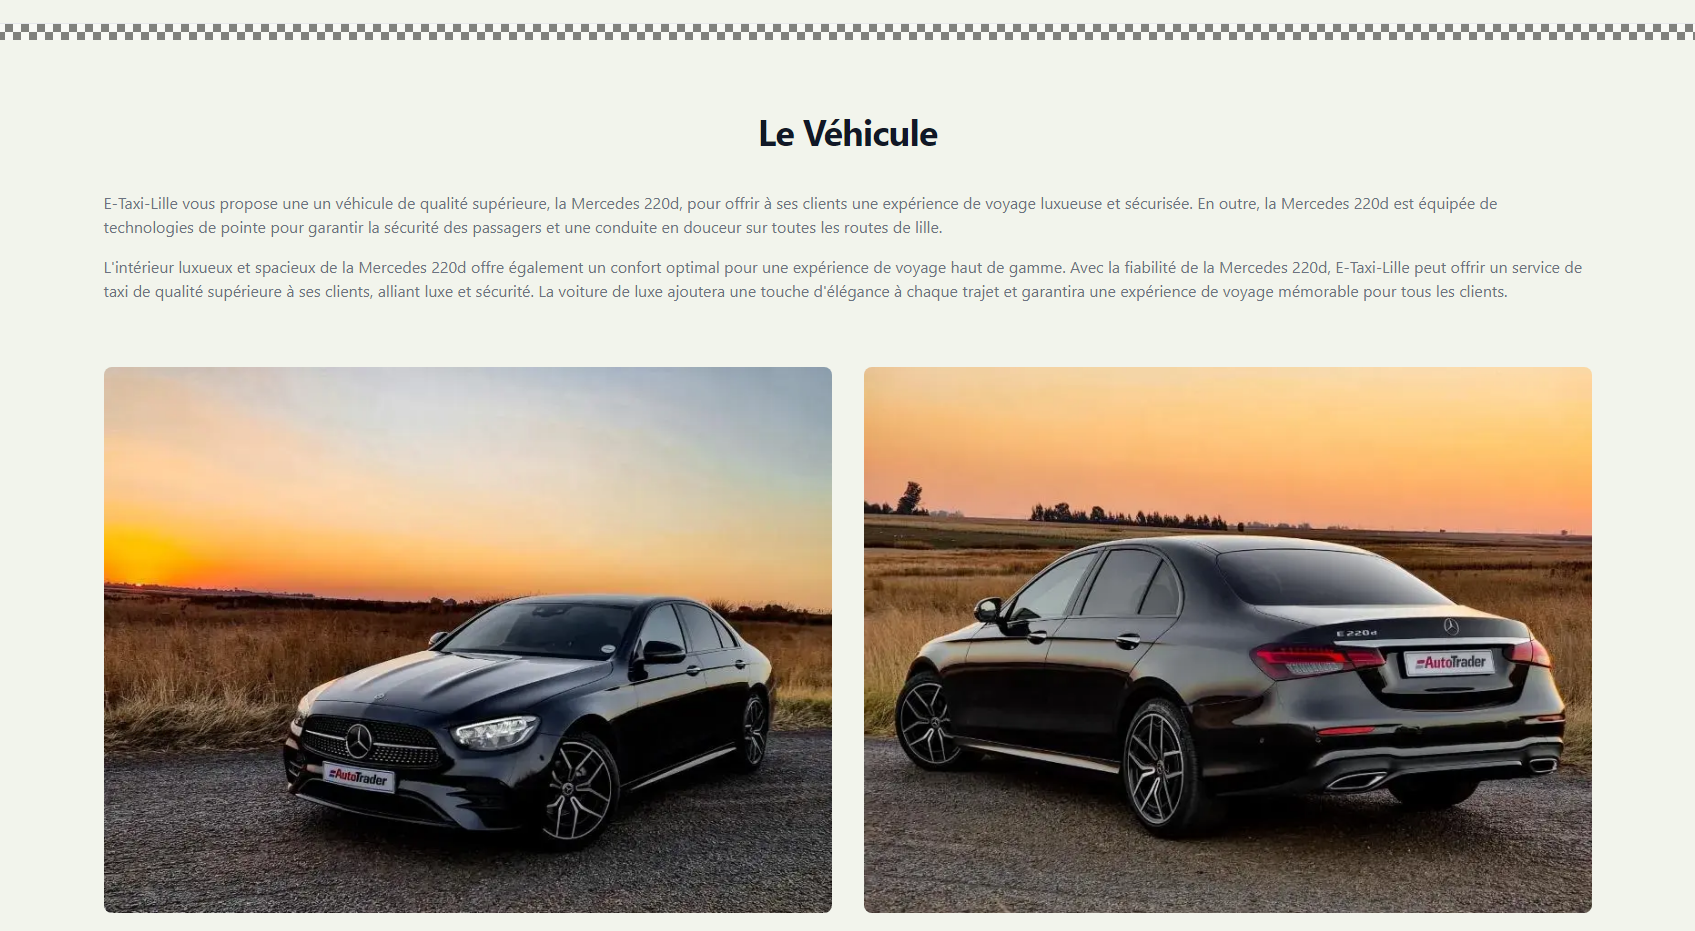 Le Véhicule
E-Taxi-Lille vous propose une un véhicule de qualité supérieure, la Mercedes 220d, pour offrir à ses clients une expérience de voyage luxueuse et sécurisée. En outre, la Mercedes 220d est équipée de
technologies de pointe pour garantir la sécurité des passagers et une conduite en douceur sur toutes les routes de lille.
L'intérieur luxueux et spacieux de la Mercedes 220d offre également un confort optimal pour une expérience de voyage haut de gamme. Avec la fiabilité de la Mercedes 220d, E-Taxi-Lille peut offrir un service de
taxi de qualité supérieure à ses clients, alliant luxe et sécurité. La voiture de luxe ajoutera une touche d'élégance à chaque trajet et garantira une expérience de voyage mémorable pour tous les clients.
AutoTrader
E 220d
AutoTrader